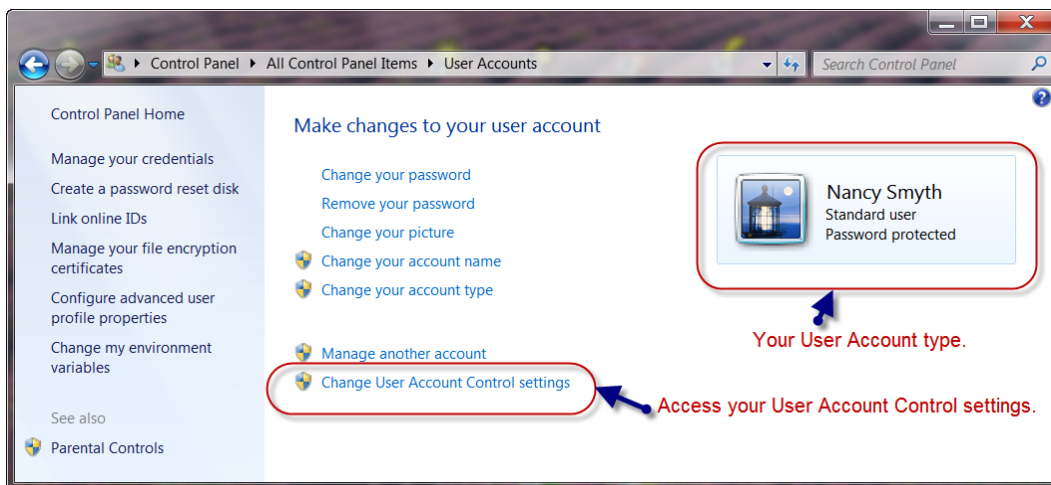 Control Panel All Control Panel Items User Accounts
Search Control Panel
Control Panel Home
Manage your credentials
Create a password reset disk
Link online IDs
Manage your file encryption
certificates
Configure advanced user
profile properties
Change my environment
variables
See also
Parental Controls
Make changes to your user account
Change your password
Remove your password
Change your picture
Change your account name
Change your account type
Manage another account
Change User Account Control settings
Nancy Smyth
Standard user
Password protected
Your User Account type.
Access your User Account Control settings.